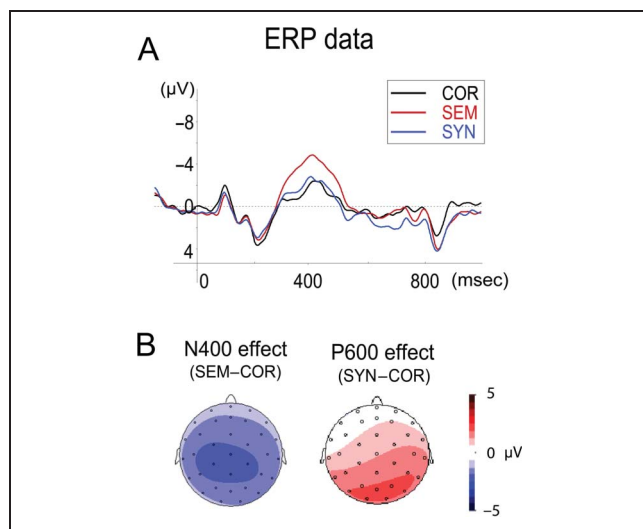 A
ERP data
(μV)
COR
SEM
SYN
−8
−4
0
4
0
400
800
(msec)
B
N400 effect
(SEM–COR)
P600 effect
(SYN–COR)
5
0
μV
−5